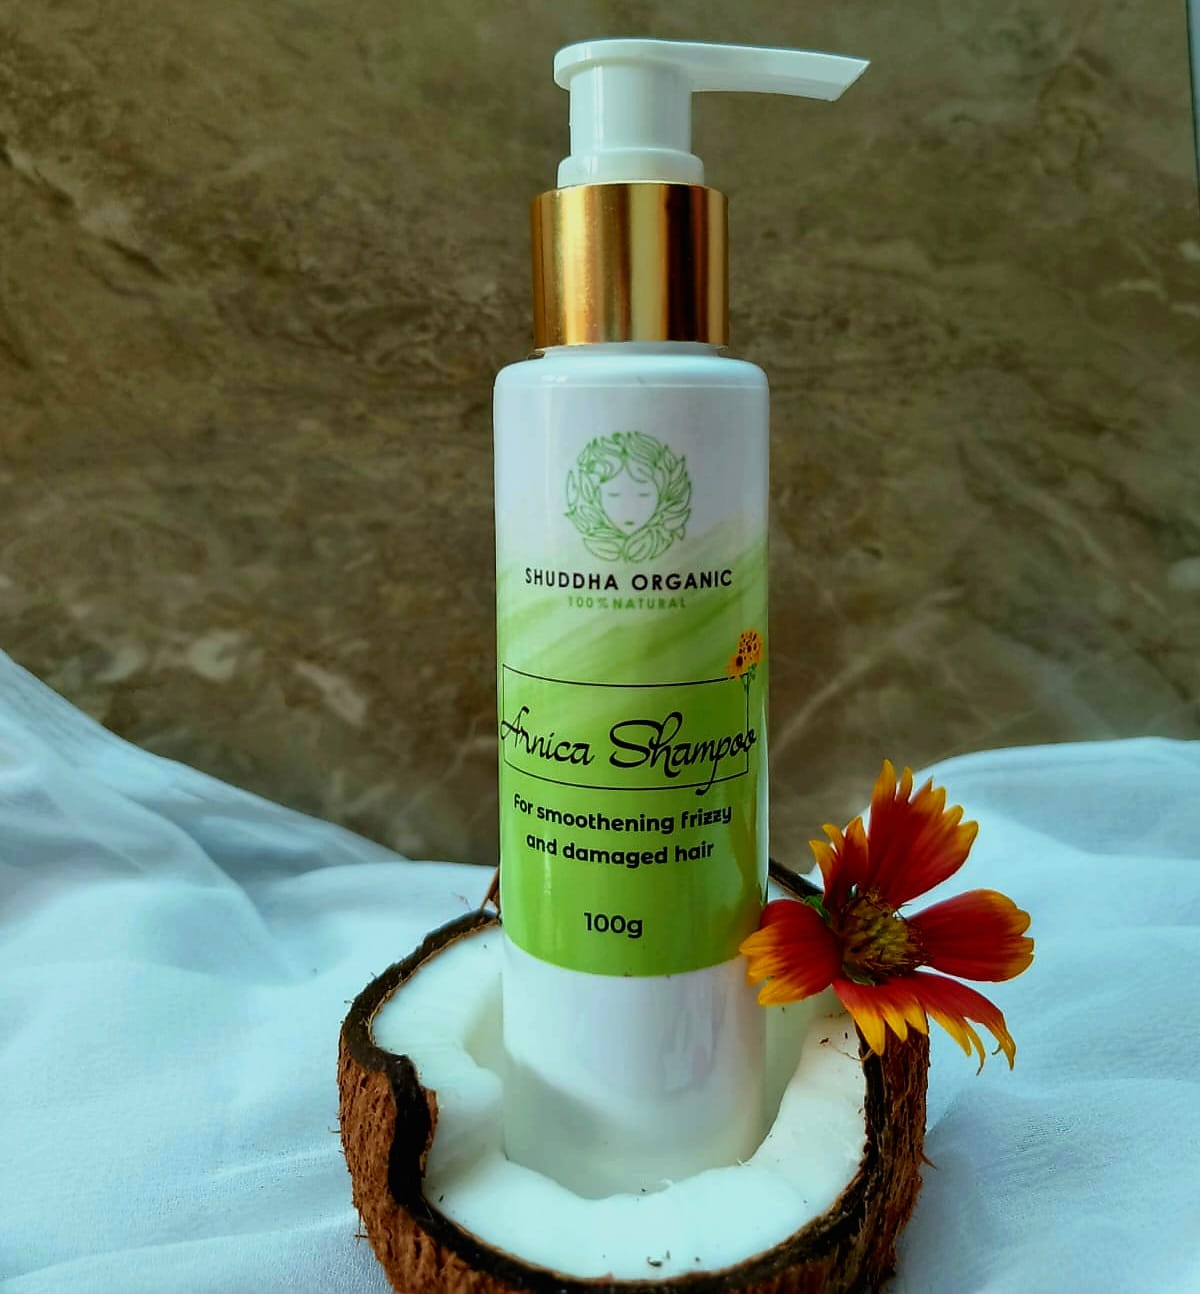 SHUDDHA ORGANIC
100% NATURAL
Arnica Shampoo
For smoothening frizzy
and damaged hair
100g